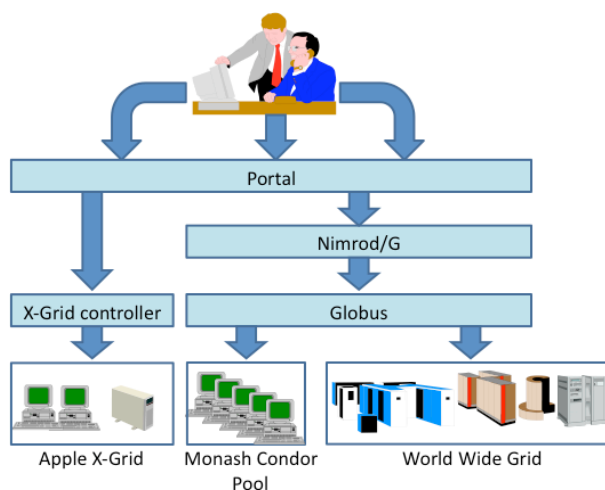 Portal
Nimrod/G
X-Grid controller
Globus
Apple X-Grid
Monash Condor
Pool
World Wide Grid